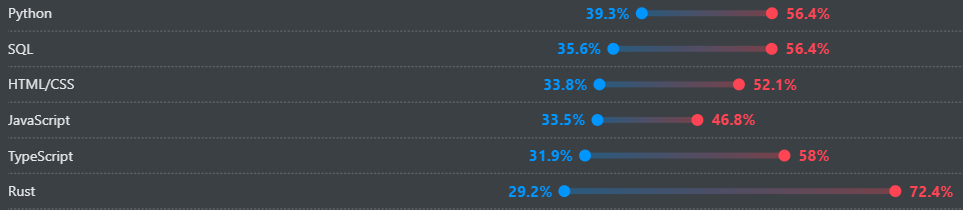 Python 39.3% 56.4%
SQL 35.6% 56.4%
HTML/CSS 33.8% 52.1%
JavaScript 33.5% 46.8%
TypeScript 31.9% 58%
Rust 29.2% 72.4%